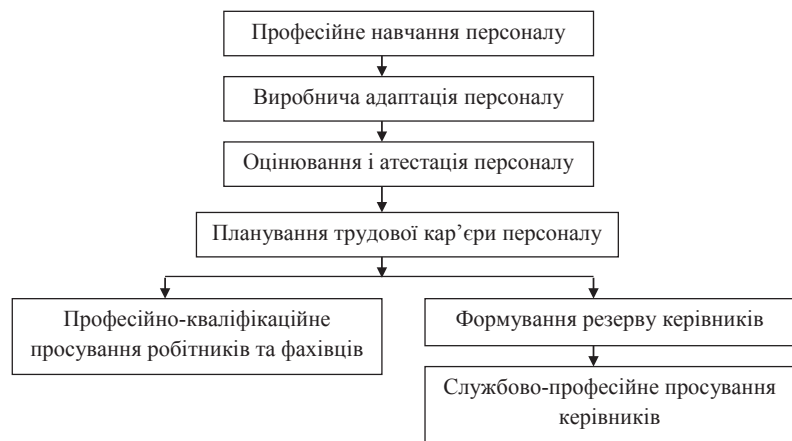 Професійне навчання персоналу
Виробнича адаптація персоналу
Оцінювання і атестація персоналу
Планування трудової кар’єри персоналу
Професійно-кваліфікаційне
просування робітників та фахівців
Формування резерву керівників
Службово-професійне просування
керівників